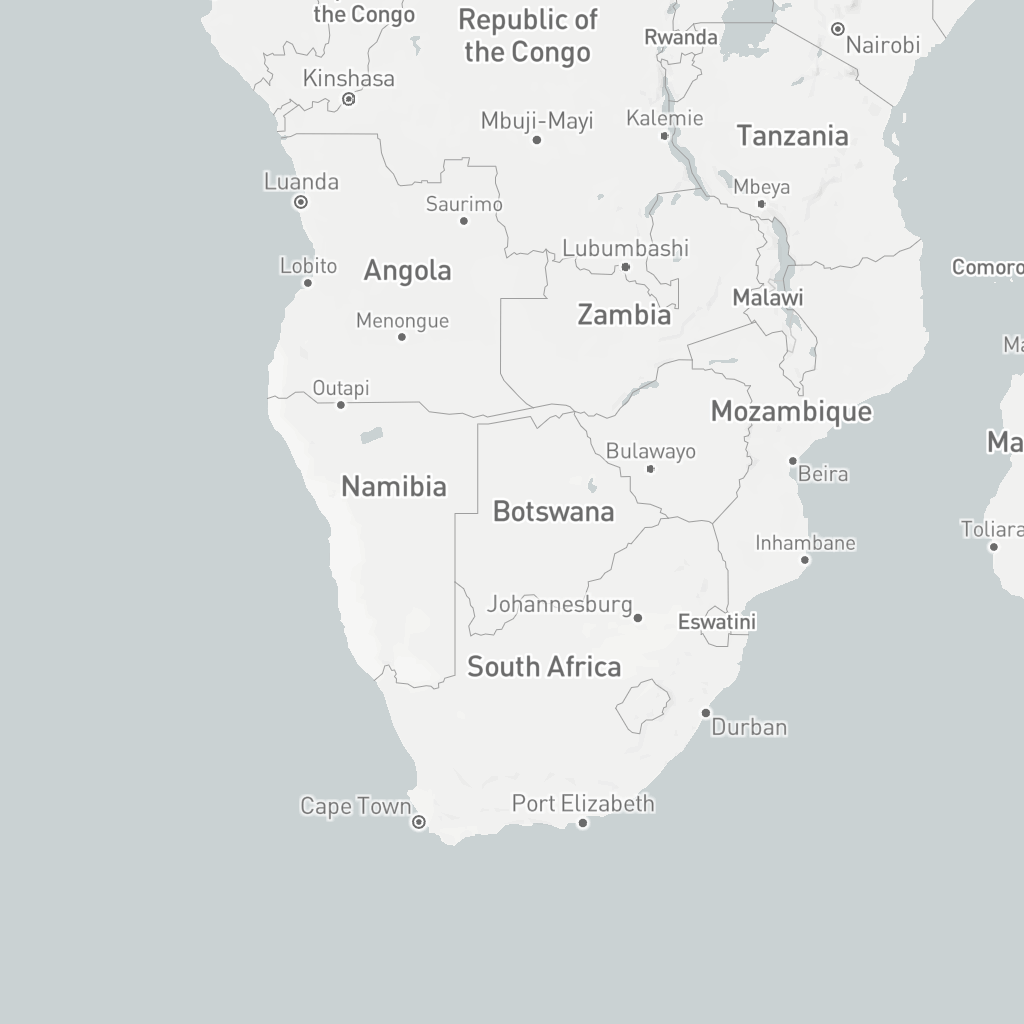 the Congo
Republic of
the Congo
Rwanda
Nairobi
Kinshasa
Mbuji-Mayi
Kalemie
Tanzania
Luanda
Saurimo
Mbeya
Lubumbashi
Lobito
Angola
Comoro
Malawi
Zambia
Menongue
Ma
Outapi
Mozambique
Ma
Bulawayo
Beira
Namibia
Botswana
Toliara
Inhambane
Johannesburg
Eswatini
South Africa
Durban
Cape Town
Port Elizabeth